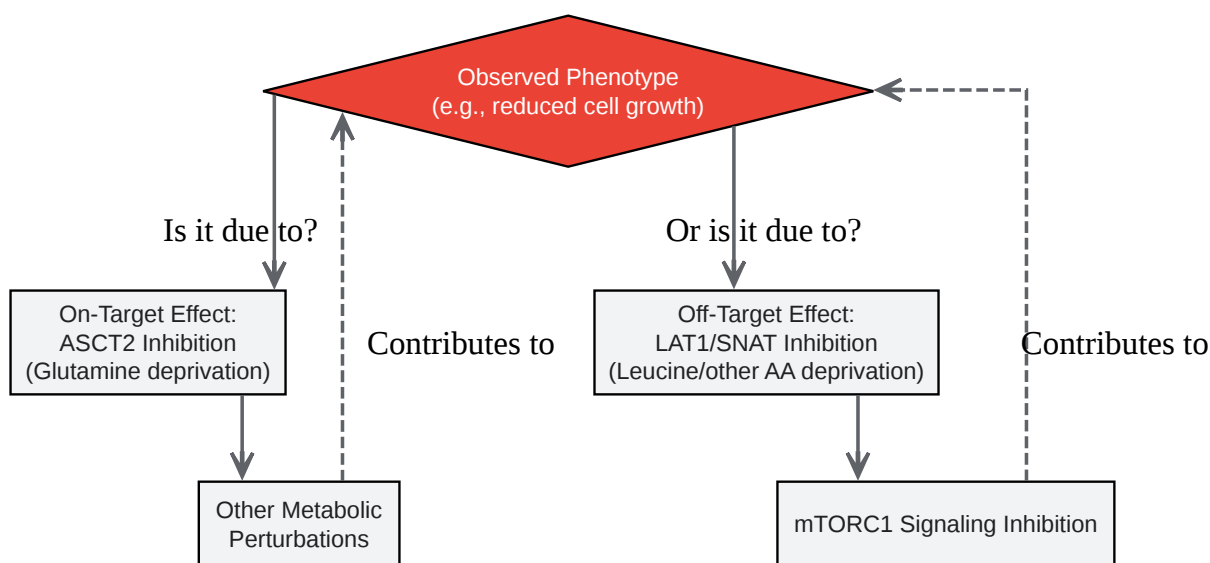 Observed Phenotype
(e.g., reduced cell growth)
Is it due to?
Or is it due to?
On-Target Effect:
ASCT2 Inhibition
(Glutamine deprivation)
Contributes to
Off-Target Effect:
LAT1/SNAT Inhibition
(Leucine/other AA deprivation)
Contributes to
Other Metabolic
Perturbations
mTORC1 Signaling Inhibition